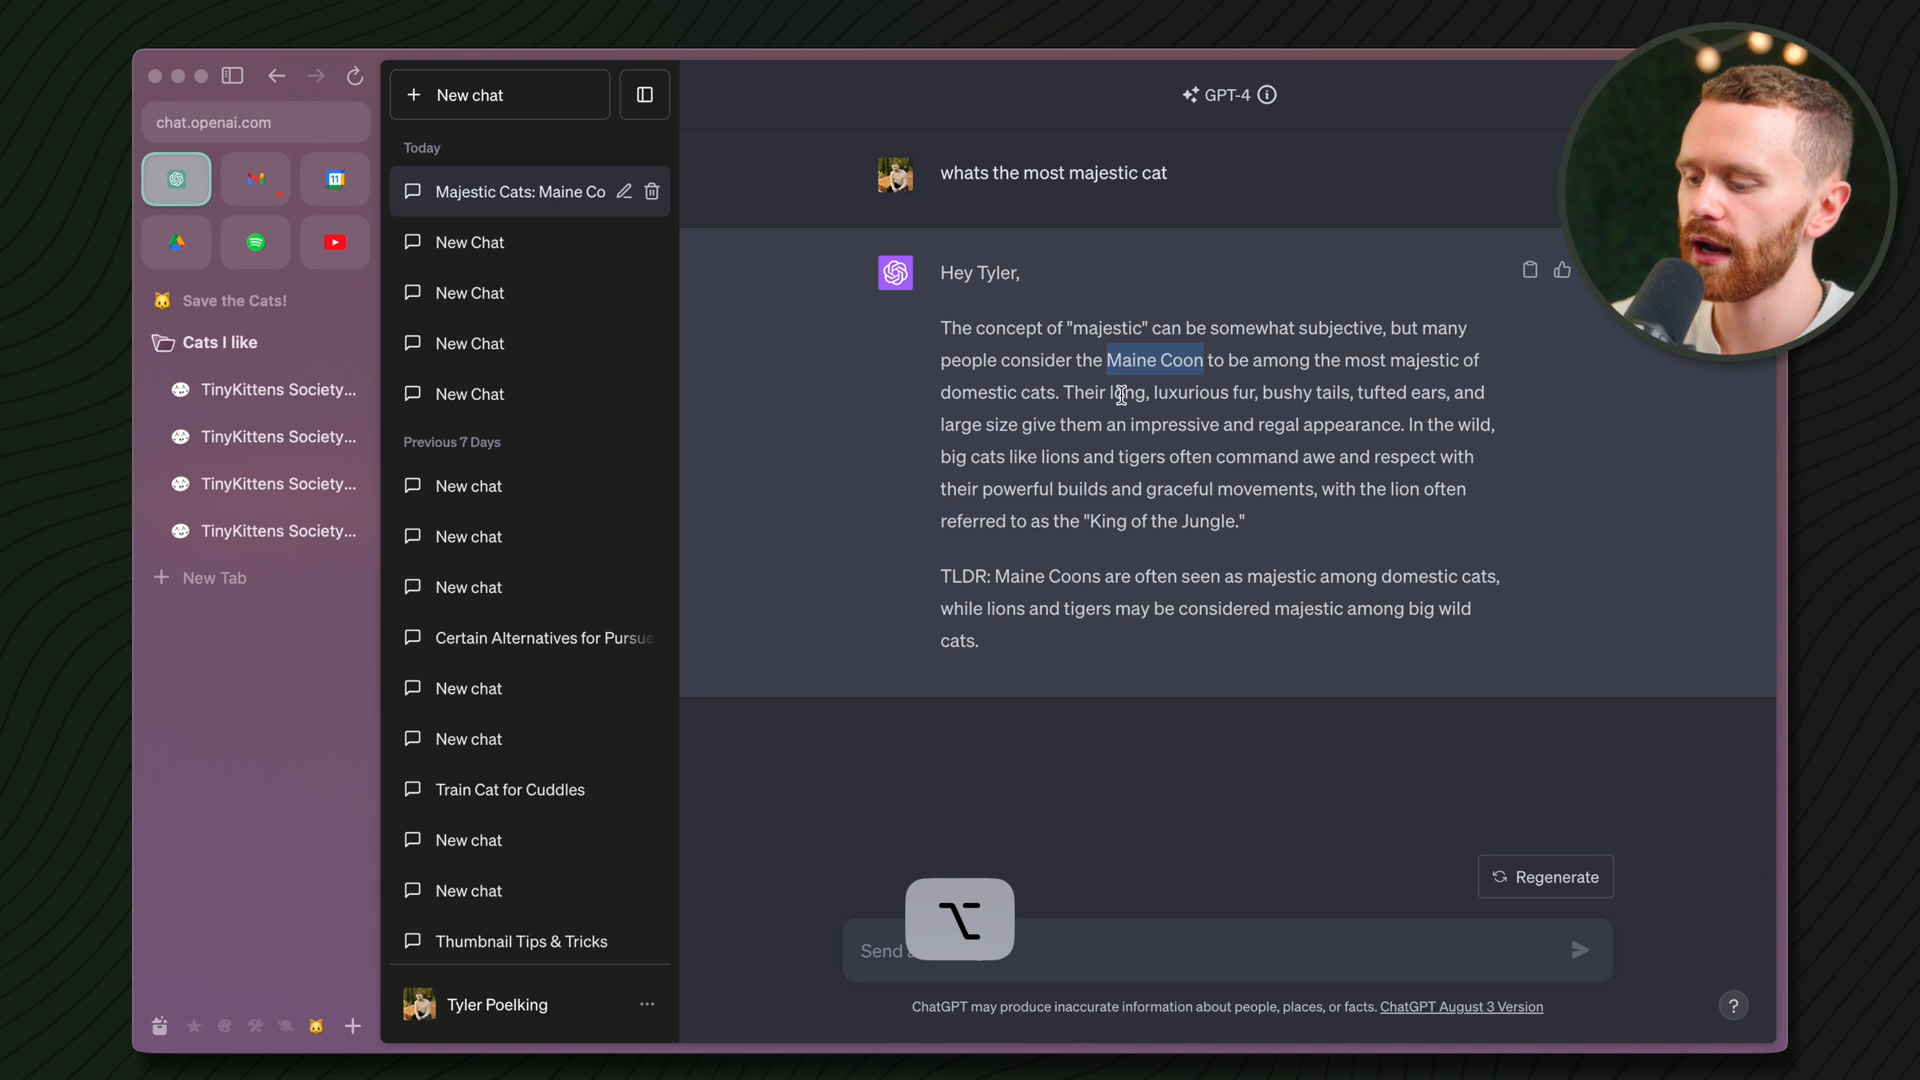 chat.openai.com
11
🐱 Save the Cats!
Cats I like
TinyKittens Society...
TinyKittens Society...
TinyKittens Society...
TinyKittens Society...
+ New Tab
+ New chat
Today
Majestic Cats: Maine Co
New Chat
New Chat
New Chat
New Chat
Previous 7 Days
New chat
New chat
New chat
Certain Alternatives for Pursue
New chat
New chat
Train Cat for Cuddles
New chat
New chat
Thumbnail Tips & Tricks
Tyler Poelking
GPT-4
whats the most majestic cat
Hey Tyler,
The concept of "majestic" can be somewhat subjective, but many
people consider the Maine Coon to be among the most majestic of
domestic cats. Their long, luxurious fur, bushy tails, tufted ears, and
large size give them an impressive and regal appearance. In the wild,
big cats like lions and tigers often command awe and respect with
their powerful builds and graceful movements, with the lion often
referred to as the "King of the Jungle."
TLDR: Maine Coons are often seen as majestic among domestic cats,
while lions and tigers may be considered majestic among big wild
cats.
Regenerate
⌥
Send
ChatGPT may produce inaccurate information about people, places, or facts. ChatGPT August 3 Version
?